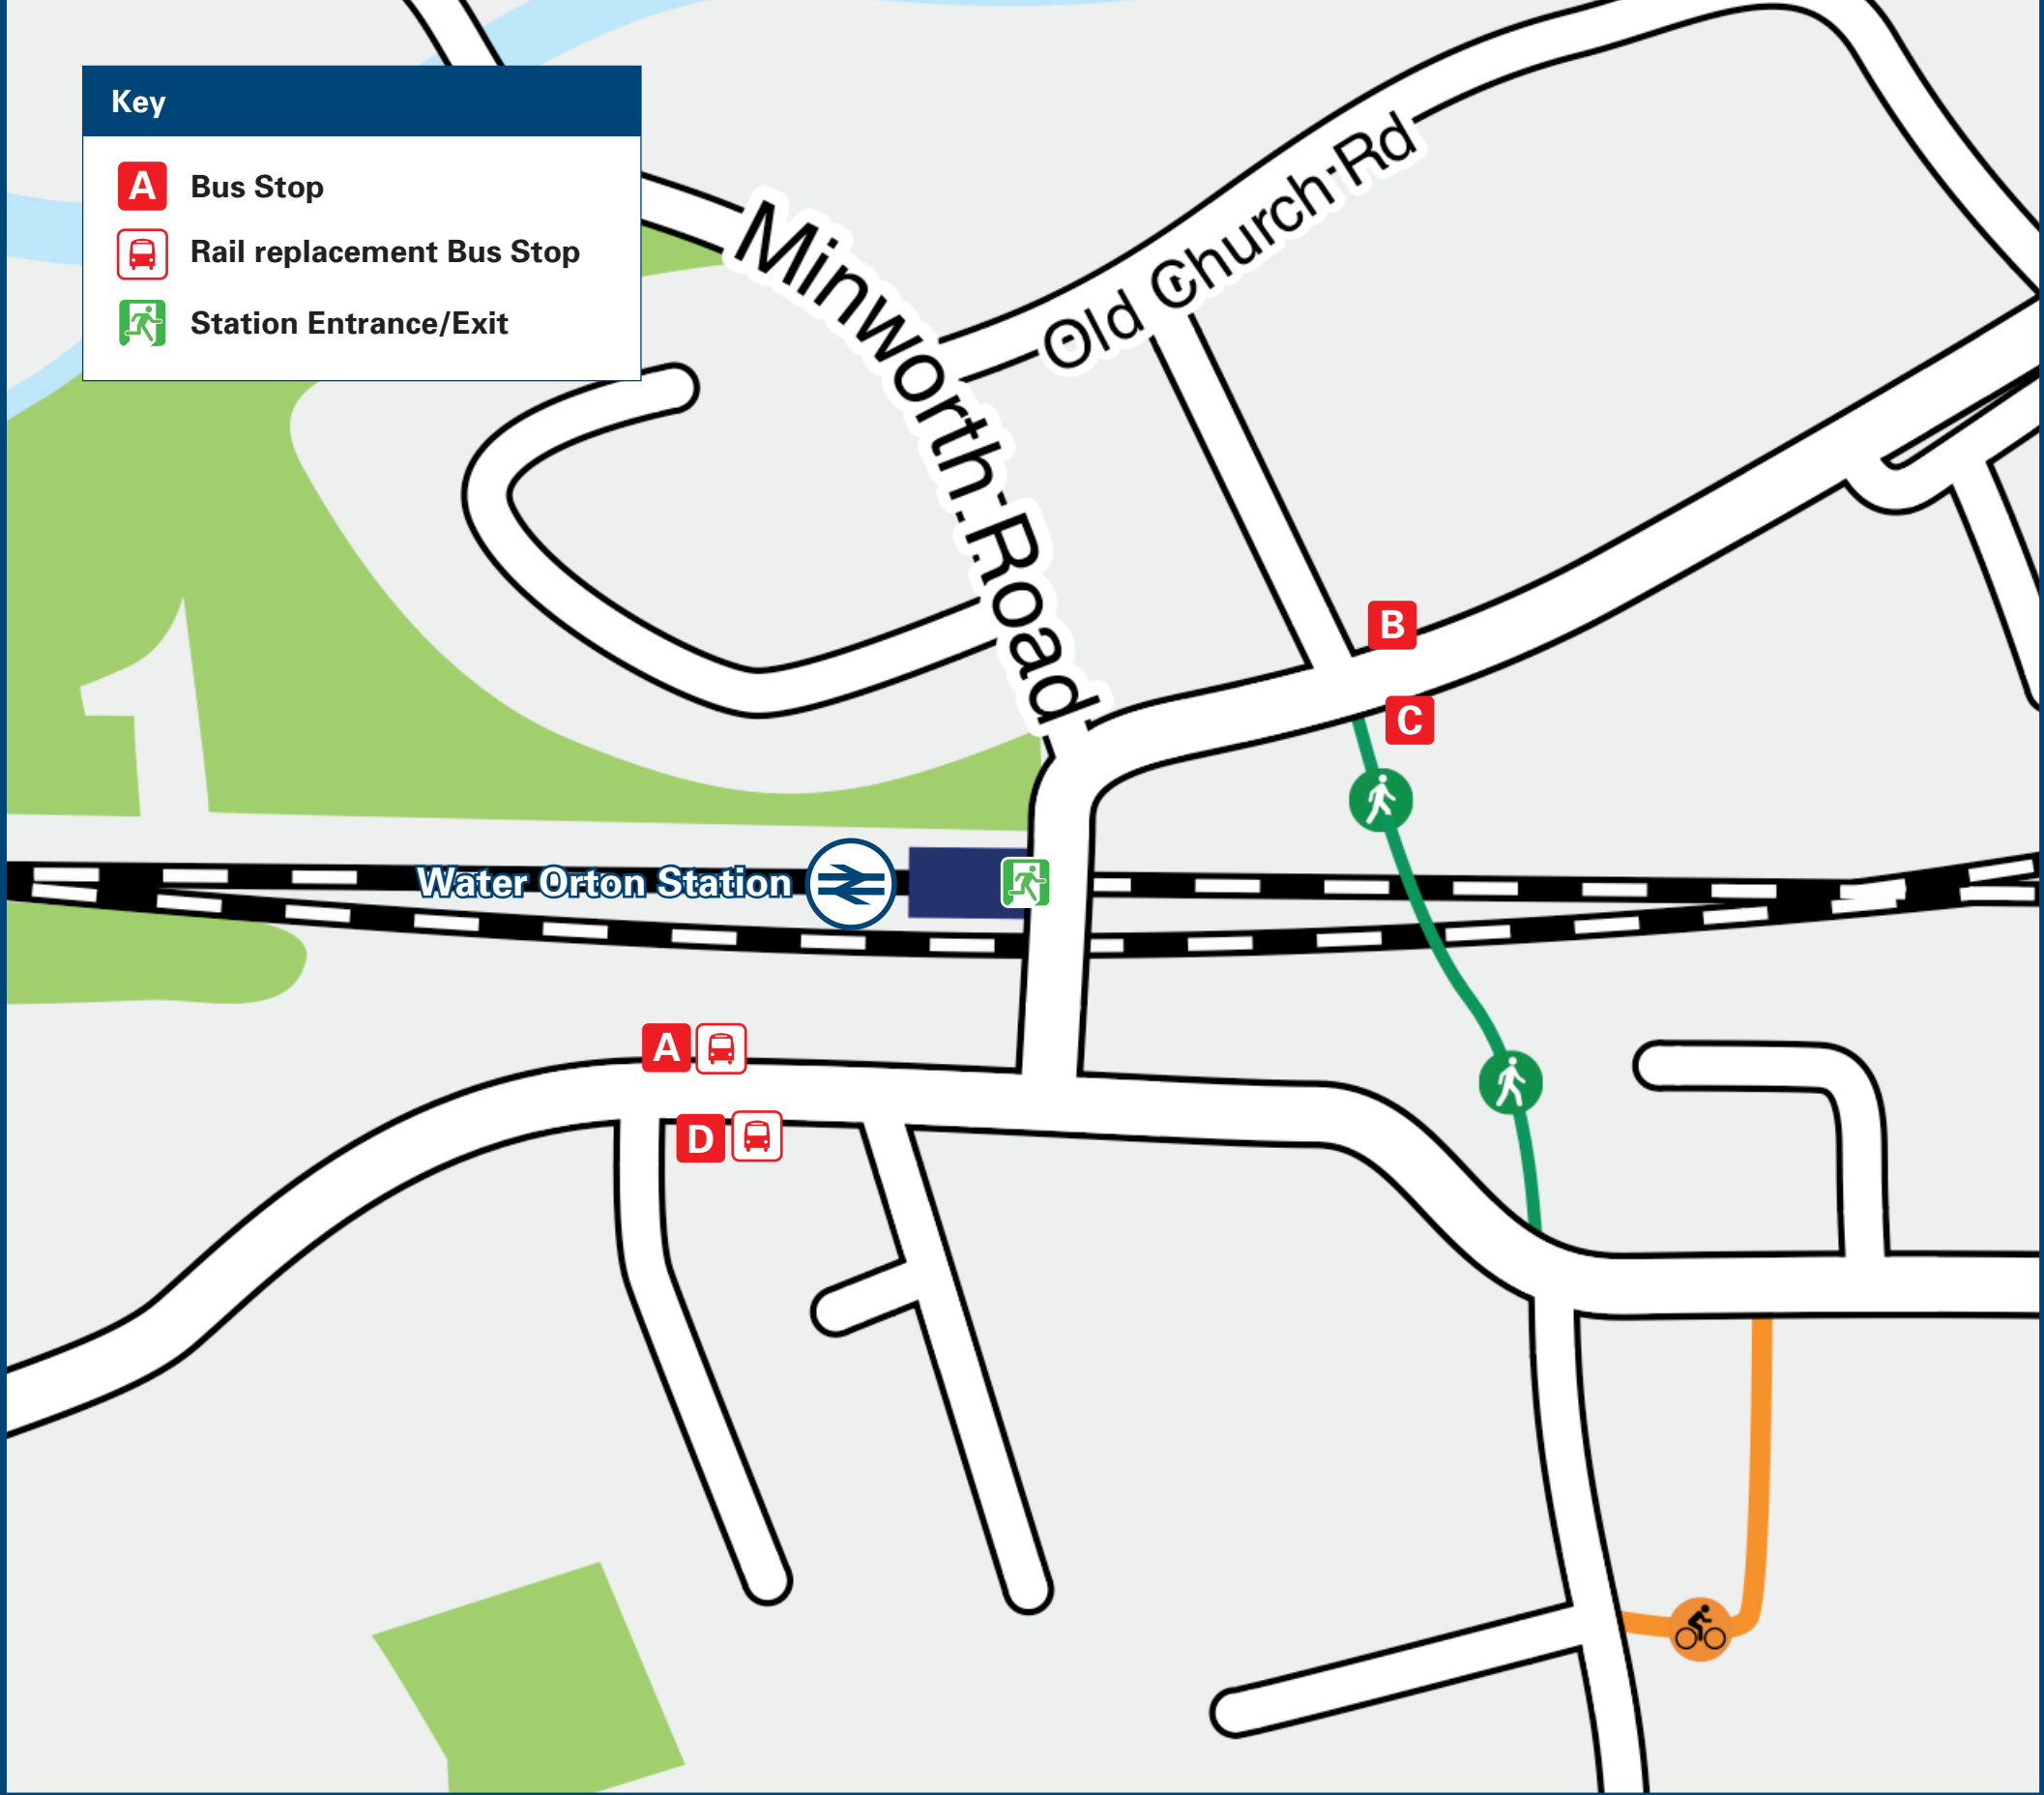 Key
A Bus Stop
Rail replacement Bus Stop
Station Entrance/Exit
Minworth Road
Old Church Rd
B
C
Water Orton Station
A
D